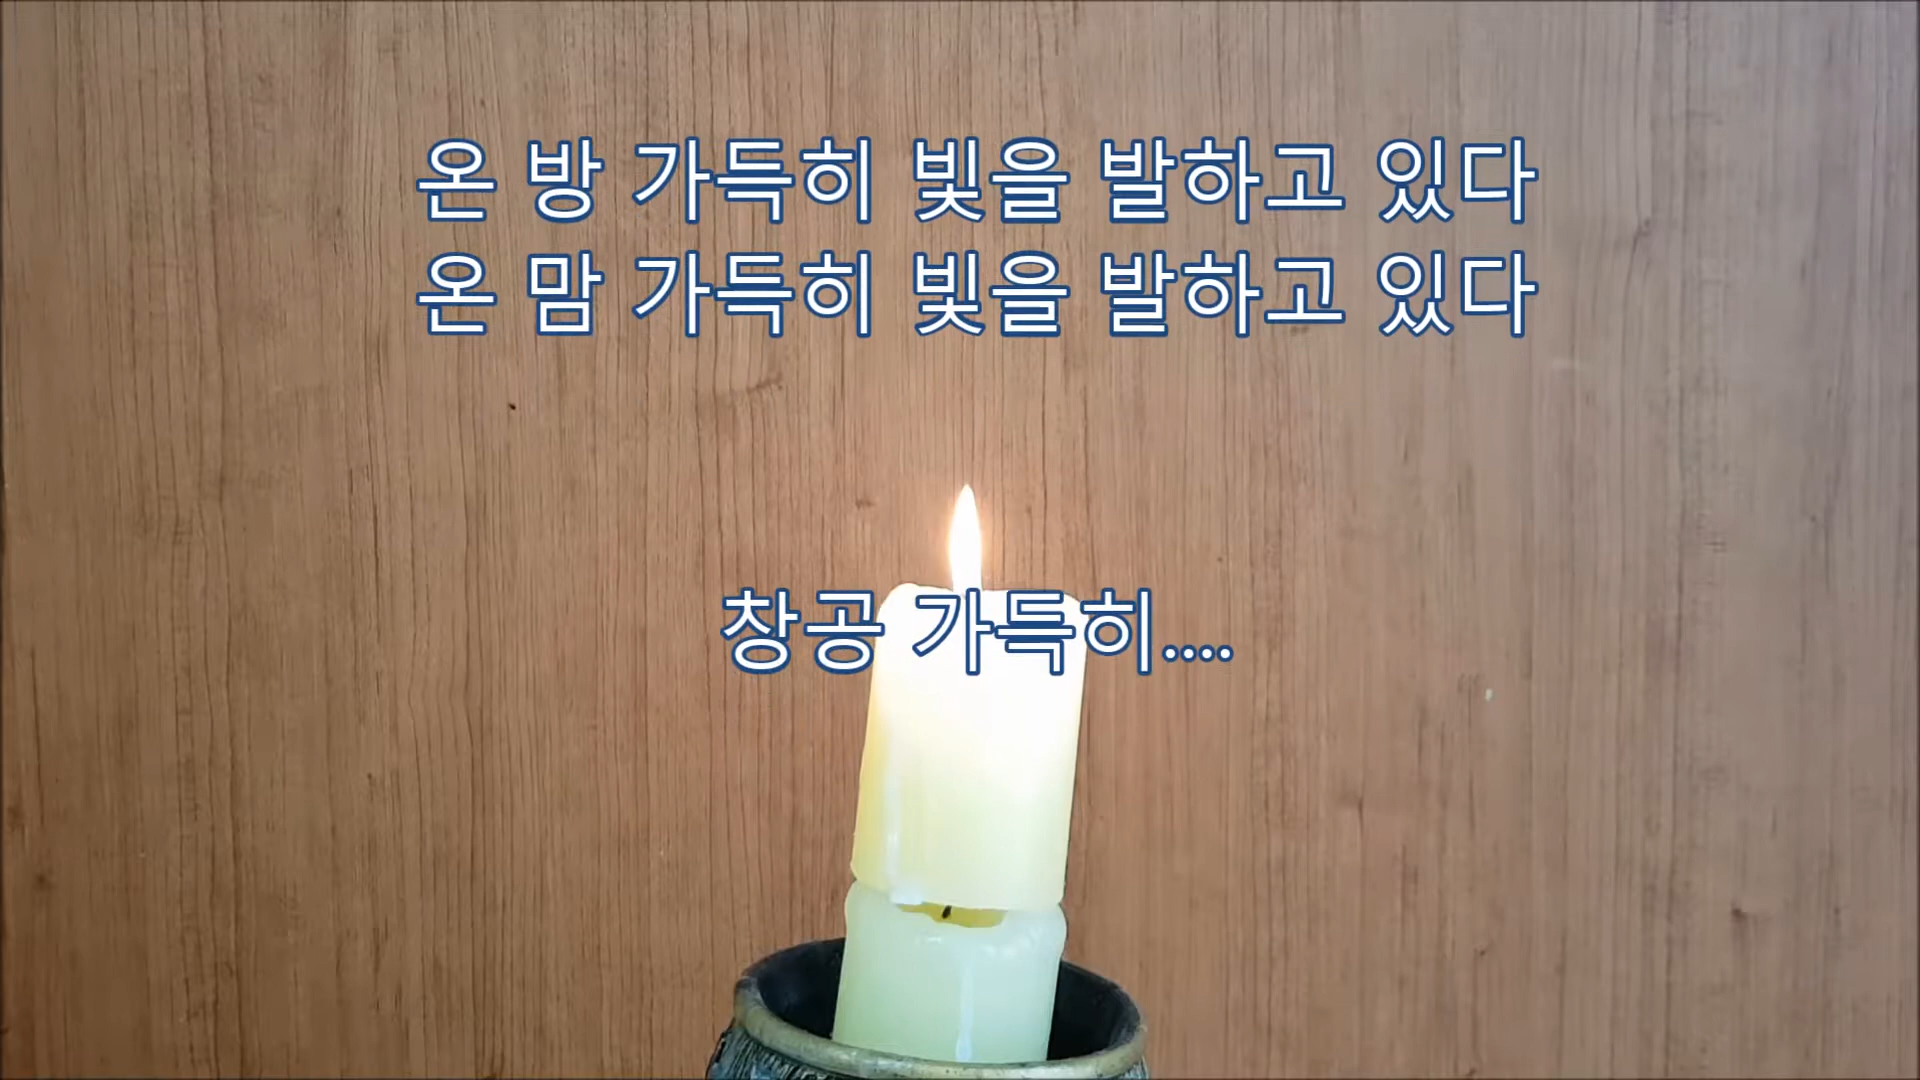 온 방 가득히 빛을 발하고 있다
온 맘 가득히 빛을 발하고 있다
창공 가득히....